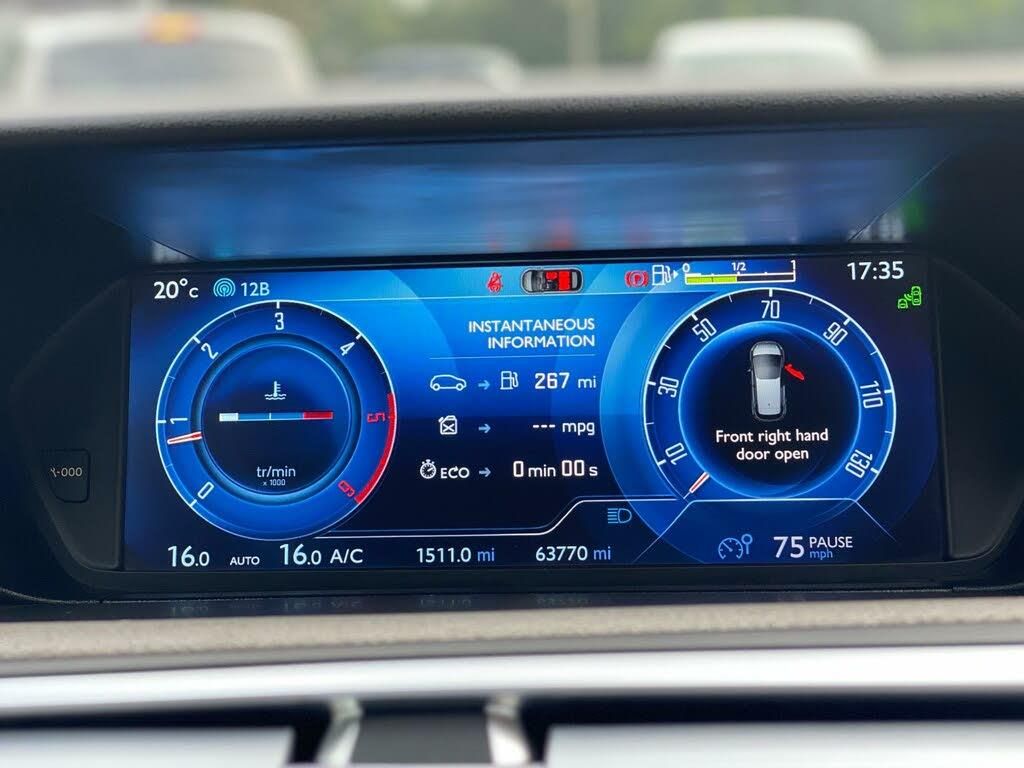 20°C 12B
0 1/2 1
17:35
INSTANTANEOUS
INFORMATION
267 mi
--- mpg
ECO 0 min 00 s
0 1 2 3 4 5 6
tr/min
x 1000
10 30 50 70 90 110 130
Front right hand
door open
-000
16.0 AUTO 16.0 A/C
1511.0 mi 63770 mi
75 PAUSE
mph